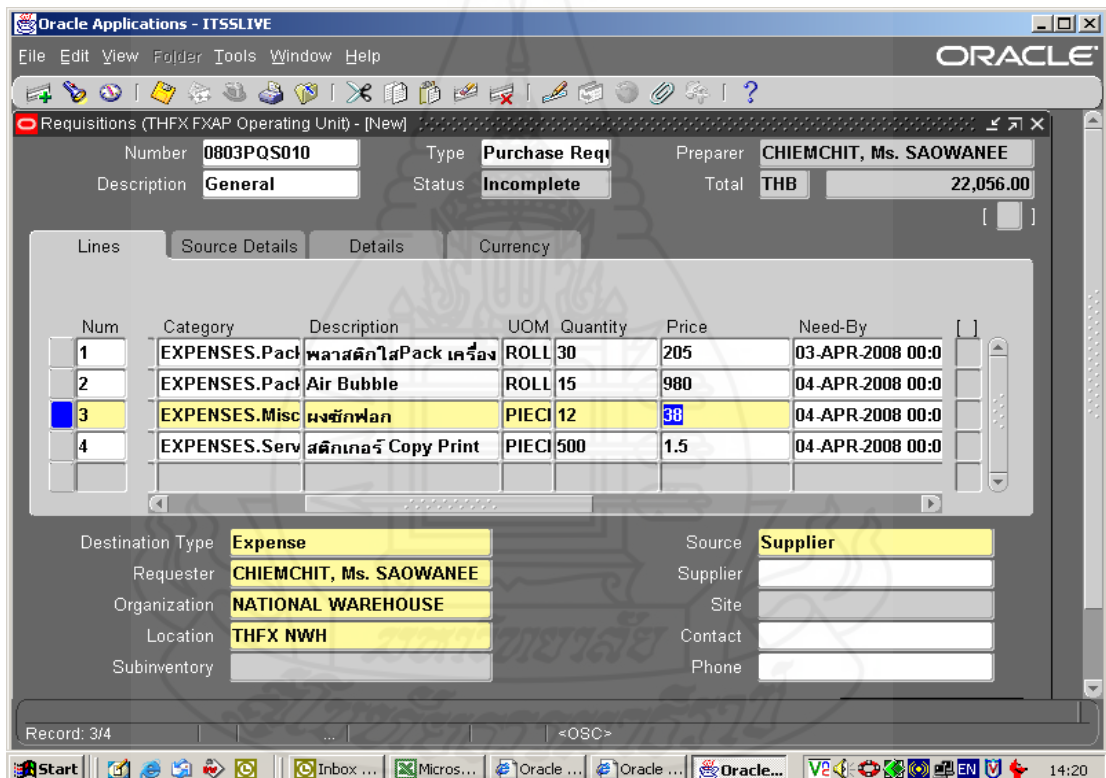 Oracle Applications - ITSSLIVE
File Edit View Folder Tools Window Help
ORACLE
Requisitions (THFX FXAP Operating Unit) - [New]
Number 0803PQS010 Type Purchase Requ Preparer CHIEMCHIT, Ms. SAOWANEE
Description General Status Incomplete Total THB 22,056.00
[ ]
Lines Source Details Details Currency
Num Category Description UOM Quantity Price Need-By [ ]
1 EXPENSES.Pack พลาสติกใสPack เครื่อง ROLL 30 205 03-APR-2008 00:0
2 EXPENSES.Pack Air Bubble ROLL 15 980 04-APR-2008 00:0
3 EXPENSES.Misc ผงซักฟอก PIECI 12 38 04-APR-2008 00:0
4 EXPENSES.Serv สติกเกอร์ Copy Print PIECI 500 1.5 04-APR-2008 00:0
Destination Type Expense Source Supplier
Requester CHIEMCHIT, Ms. SAOWANEE Supplier
Organization NATIONAL WAREHOUSE Site
Location THFX NWH Contact
Subinventory Phone
Record: 3/4 ... <OSC>
Start Inbox ... Micros... Oracle ... Oracle ... Oracle... EN 14:20